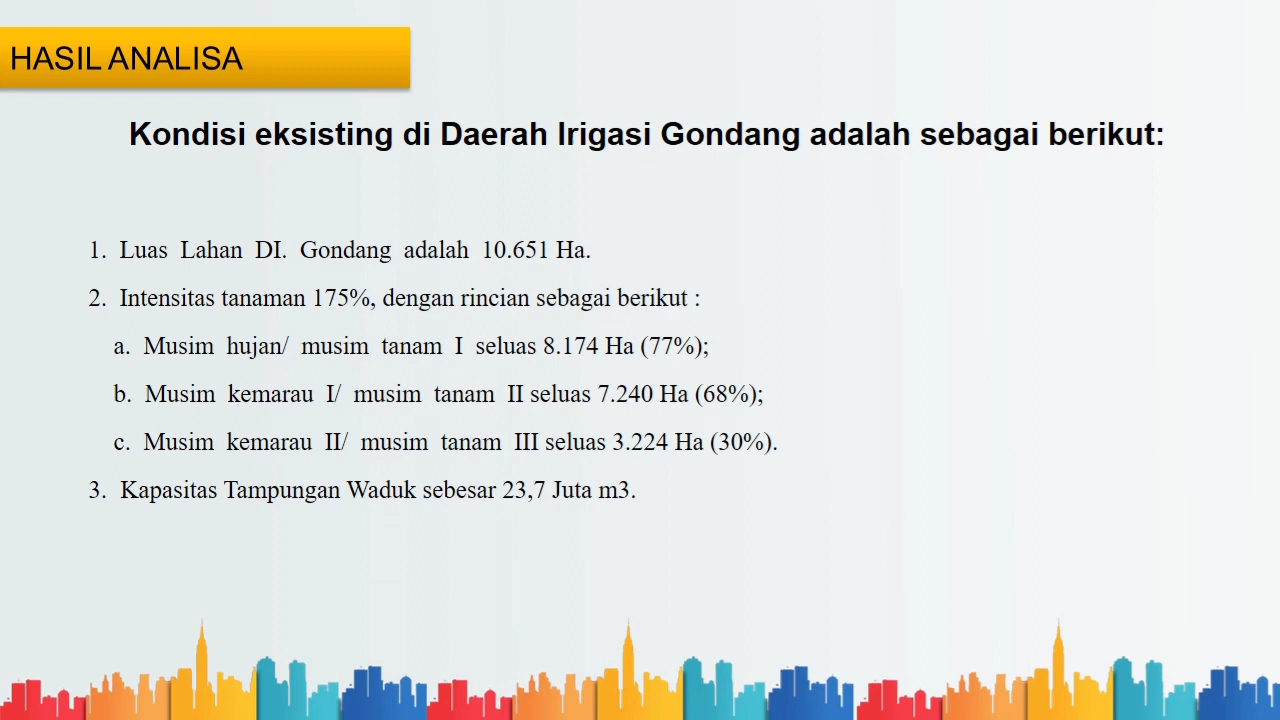 HASIL ANALISA
Kondisi eksisting di Daerah Irigasi Gondang adalah sebagai berikut:
1. Luas Lahan DI. Gondang adalah 10.651 Ha.
2. Intensitas tanaman 175%, dengan rincian sebagai berikut :
a. Musim hujan/ musim tanam I seluas 8.174 Ha (77%);
b. Musim kemarau I/ musim tanam II seluas 7.240 Ha (68%);
c. Musim kemarau II/ musim tanam III seluas 3.224 Ha (30%).
3. Kapasitas Tampungan Waduk sebesar 23,7 Juta m3.